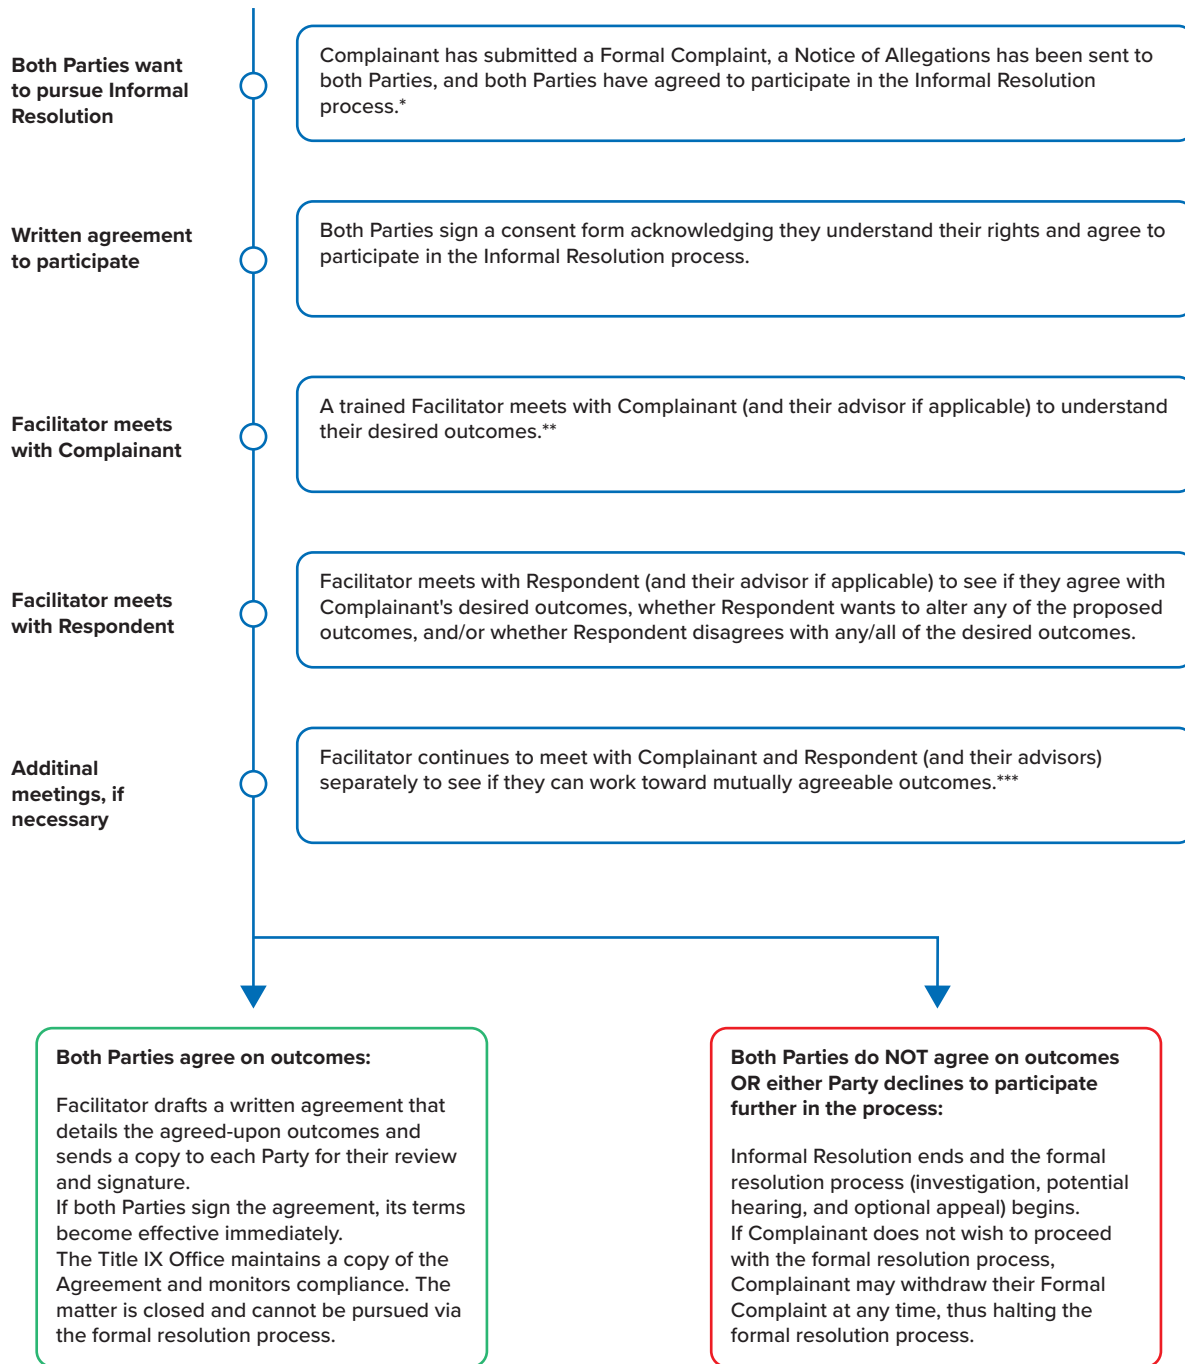 Both Parties want
to pursue Informal
Resolution
Complainant has submitted a Formal Complaint, a Notice of Allegations has been sent to
both Parties, and both Parties have agreed to participate in the Informal Resolution
process.*
Written agreement
to participate
Both Parties sign a consent form acknowledging they understand their rights and agree to
participate in the Informal Resolution process.
Facilitator meets
with Complainant
A trained Facilitator meets with Complainant (and their advisor if applicable) to understand
their desired outcomes.**
Facilitator meets
with Respondent
Facilitator meets with Respondent (and their advisor if applicable) to see if they agree with
Complainant's desired outcomes, whether Respondent wants to alter any of the proposed
outcomes, and/or whether Respondent disagrees with any/all of the desired outcomes.
Additinal
meetings, if
necessary
Facilitator continues to meet with Complainant and Respondent (and their advisors)
separately to see if they can work toward mutually agreeable outcomes.***
Both Parties agree on outcomes:
Facilitator drafts a written agreement that
details the agreed-upon outcomes and
sends a copy to each Party for their review
and signature.
If both Parties sign the agreement, its terms
become effective immediately.
The Title IX Office maintains a copy of the
Agreement and monitors compliance. The
matter is closed and cannot be pursued via
the formal resolution process.
Both Parties do NOT agree on outcomes
OR either Party declines to participate
further in the process:
Informal Resolution ends and the formal
resolution process (investigation, potential
hearing, and optional appeal) begins.
If Complainant does not wish to proceed
with the formal resolution process,
Complainant may withdraw their Formal
Complaint at any time, thus halting the
formal resolution process.